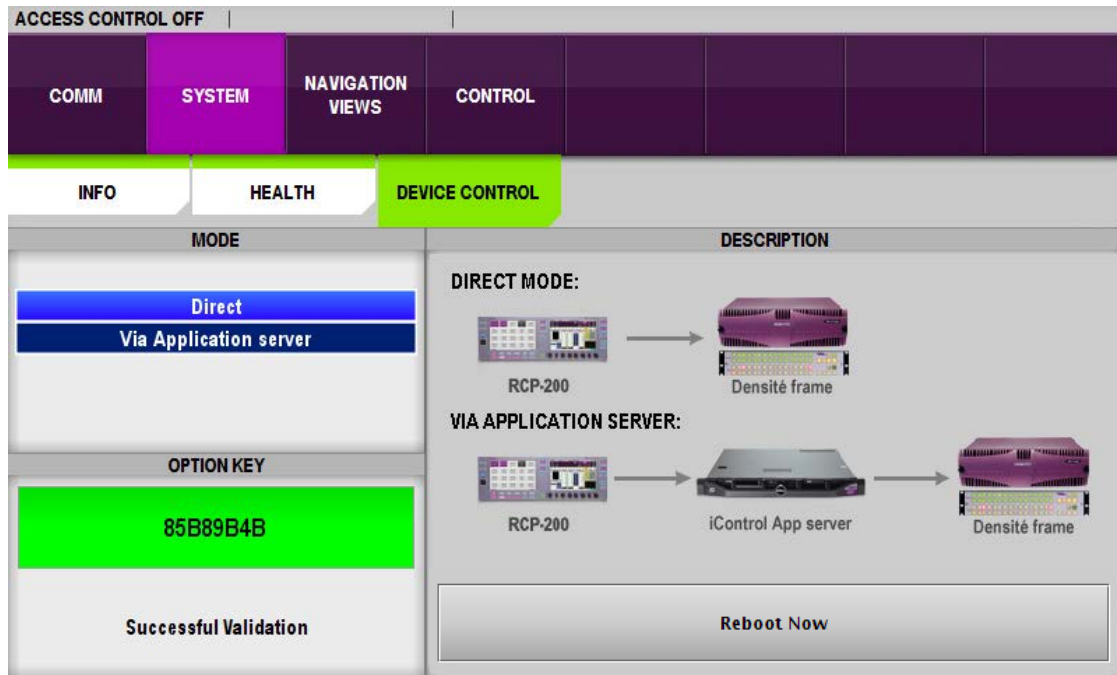 ACCESS CONTROL OFF
COMM
SYSTEM
NAVIGATION
VIEWS
CONTROL
INFO
HEALTH
DEVICE CONTROL
MODE
Direct
Via Application server
OPTION KEY
85B89B4B
Successful Validation
DESCRIPTION
DIRECT MODE:
RCP-200
Densité frame
VIA APPLICATION SERVER:
RCP-200
iControl App server
Densité frame
Reboot Now